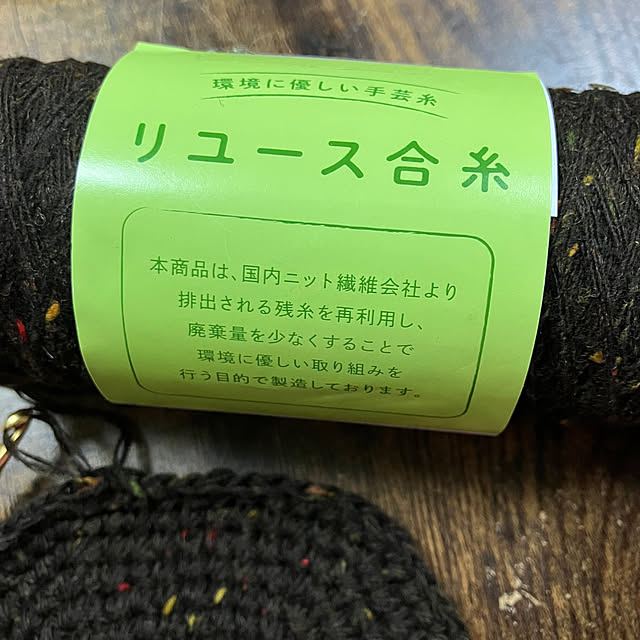 環境に優しい手芸糸
リユース合糸
本商品は、国内ニット繊維会社より
排出される残糸を再利用し、
廃棄量を少なくすることで
環境に優しい取り組みを
行う目的で製造しております。